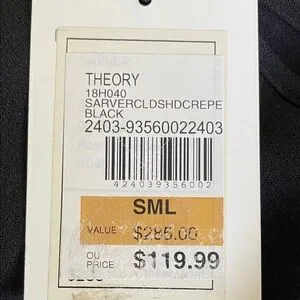 THEORY
18H040
SARVERCLDSHDCREPE
BLACK
2403-93560022403
424039356002
SML
VALUE $285.00
OU PRICE $119.99